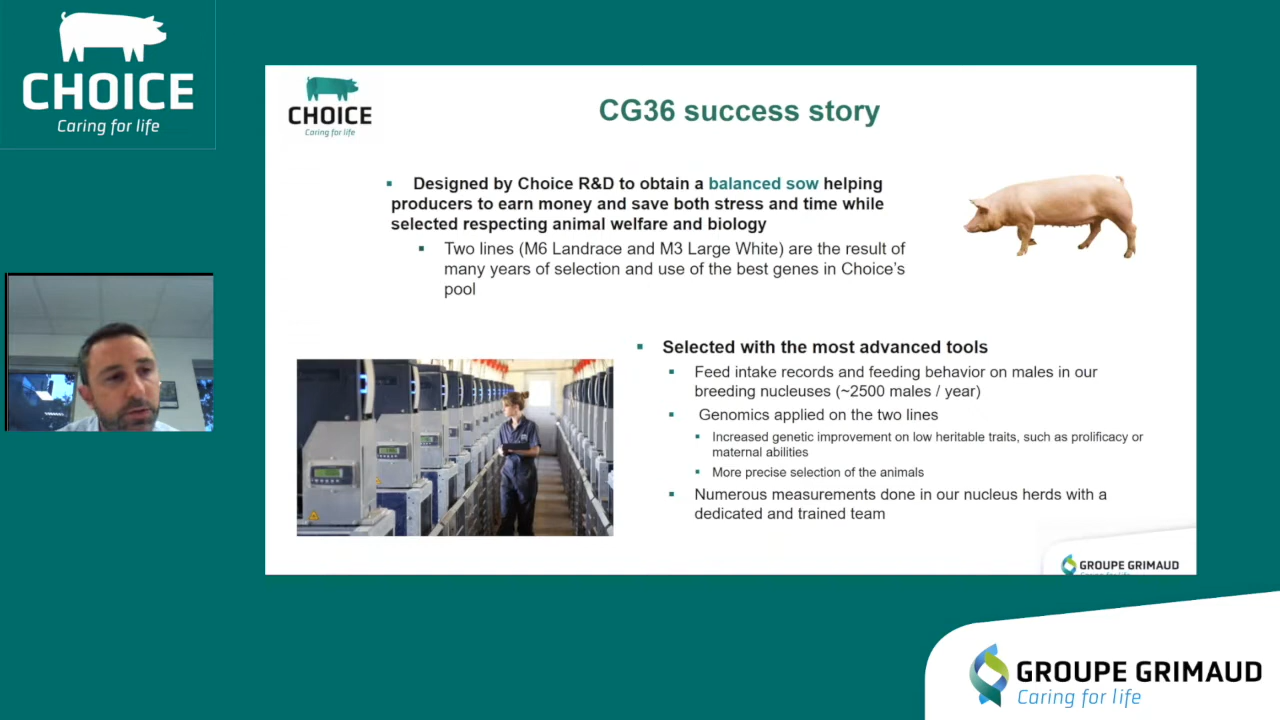 CHOICE
Caring for life
CHOICE
Caring for life
CG36 success story
▪ Designed by Choice R&D to obtain a balanced sow helping
producers to earn money and save both stress and time while
selected respecting animal welfare and biology
▪ Two lines (M6 Landrace and M3 Large White) are the result of
many years of selection and use of the best genes in Choice's
pool
▪ Selected with the most advanced tools
▪ Feed intake records and feeding behavior on males in our
breeding nucleuses (~2500 males / year)
▪ Genomics applied on the two lines
▪ Increased genetic improvement on low heritable traits, such as prolificacy or
maternal abilities
▪ More precise selection of the animals
▪ Numerous measurements done in our nucleus herds with a
dedicated and trained team
GROUPE GRIMAUD
GROUPE GRIMAUD
Caring for life